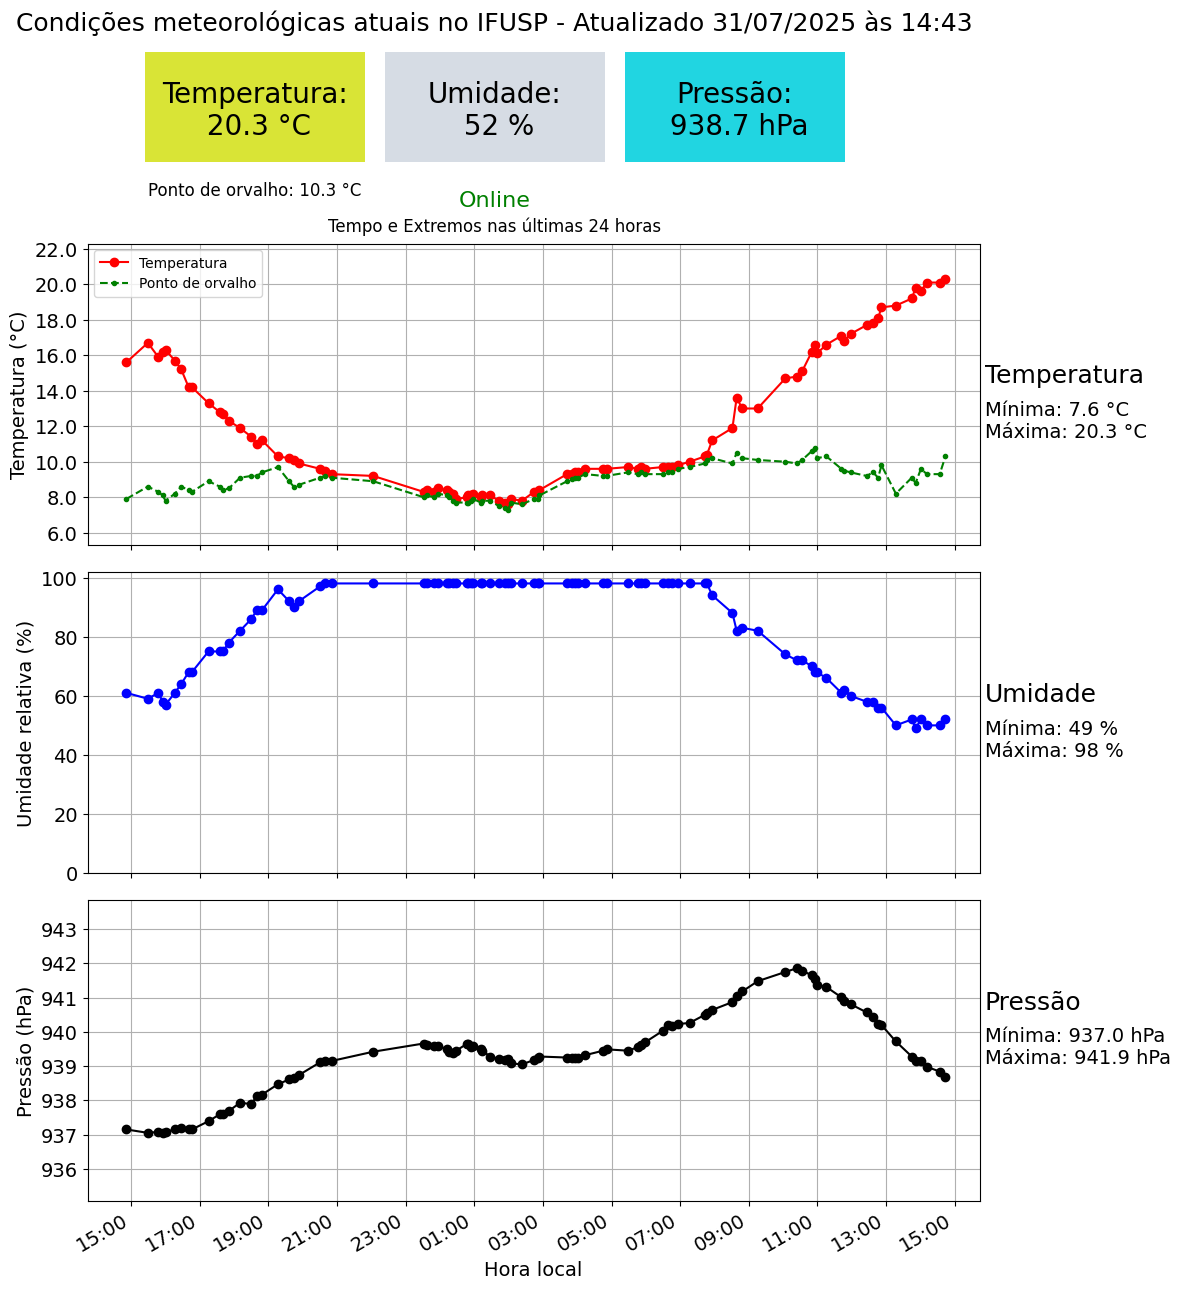 Condições meteorológicas atuais no IFUSP - Atualizado 31/07/2025 às 14:43
Temperatura:
20.3 °C
Umidade:
52 %
Pressão:
938.7 hPa
Ponto de orvalho: 10.3 °C
Online
Tempo e Extremos nas últimas 24 horas
Temperatura (°C)
22.0
20.0
18.0
16.0
14.0
12.0
10.0
8.0
6.0
Temperatura
Ponto de orvalho
Temperatura
Mínima: 7.6 °C
Máxima: 20.3 °C
Umidade relativa (%)
100
80
60
40
20
0
Umidade
Mínima: 49 %
Máxima: 98 %
Pressão (hPa)
943
942
941
940
939
938
937
936
Pressão
Mínima: 937.0 hPa
Máxima: 941.9 hPa
15:00
17:00
19:00
21:00
23:00
01:00
03:00
05:00
07:00
09:00
11:00
13:00
15:00
Hora local